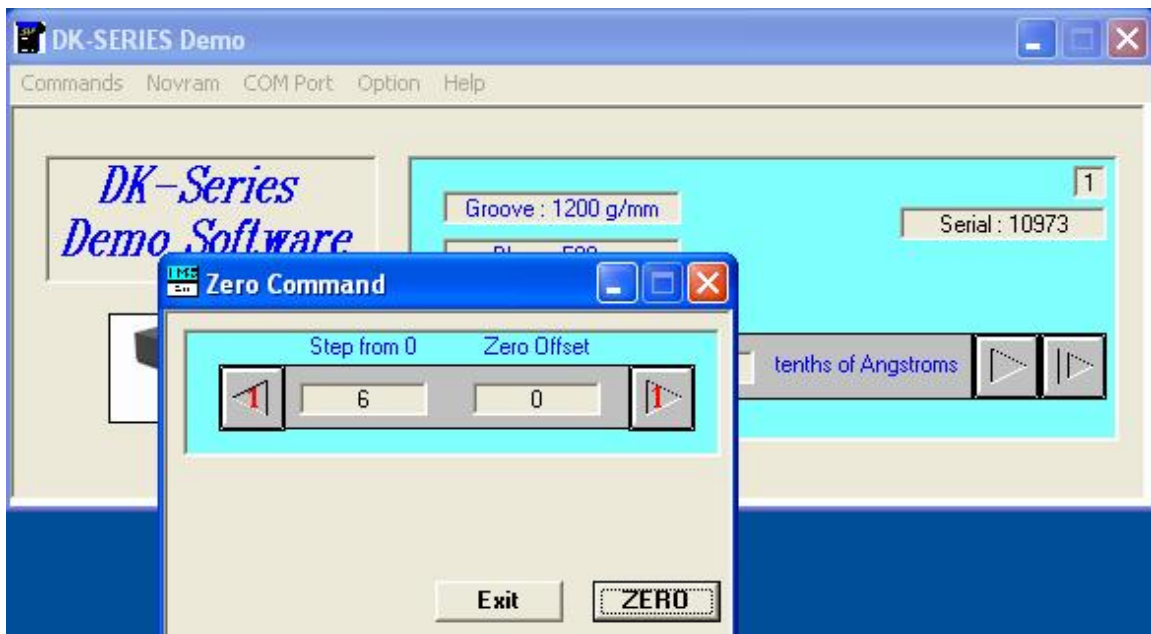 DK-SERIES Demo
Commands Novram COM Port Option Help
DK-Series
Demo Software
Groove : 1200 g/mm
1
Serial : 10973
tenths of Angstroms
Zero Command
Step from 0 Zero Offset
1 6 0 1
Exit ZERO